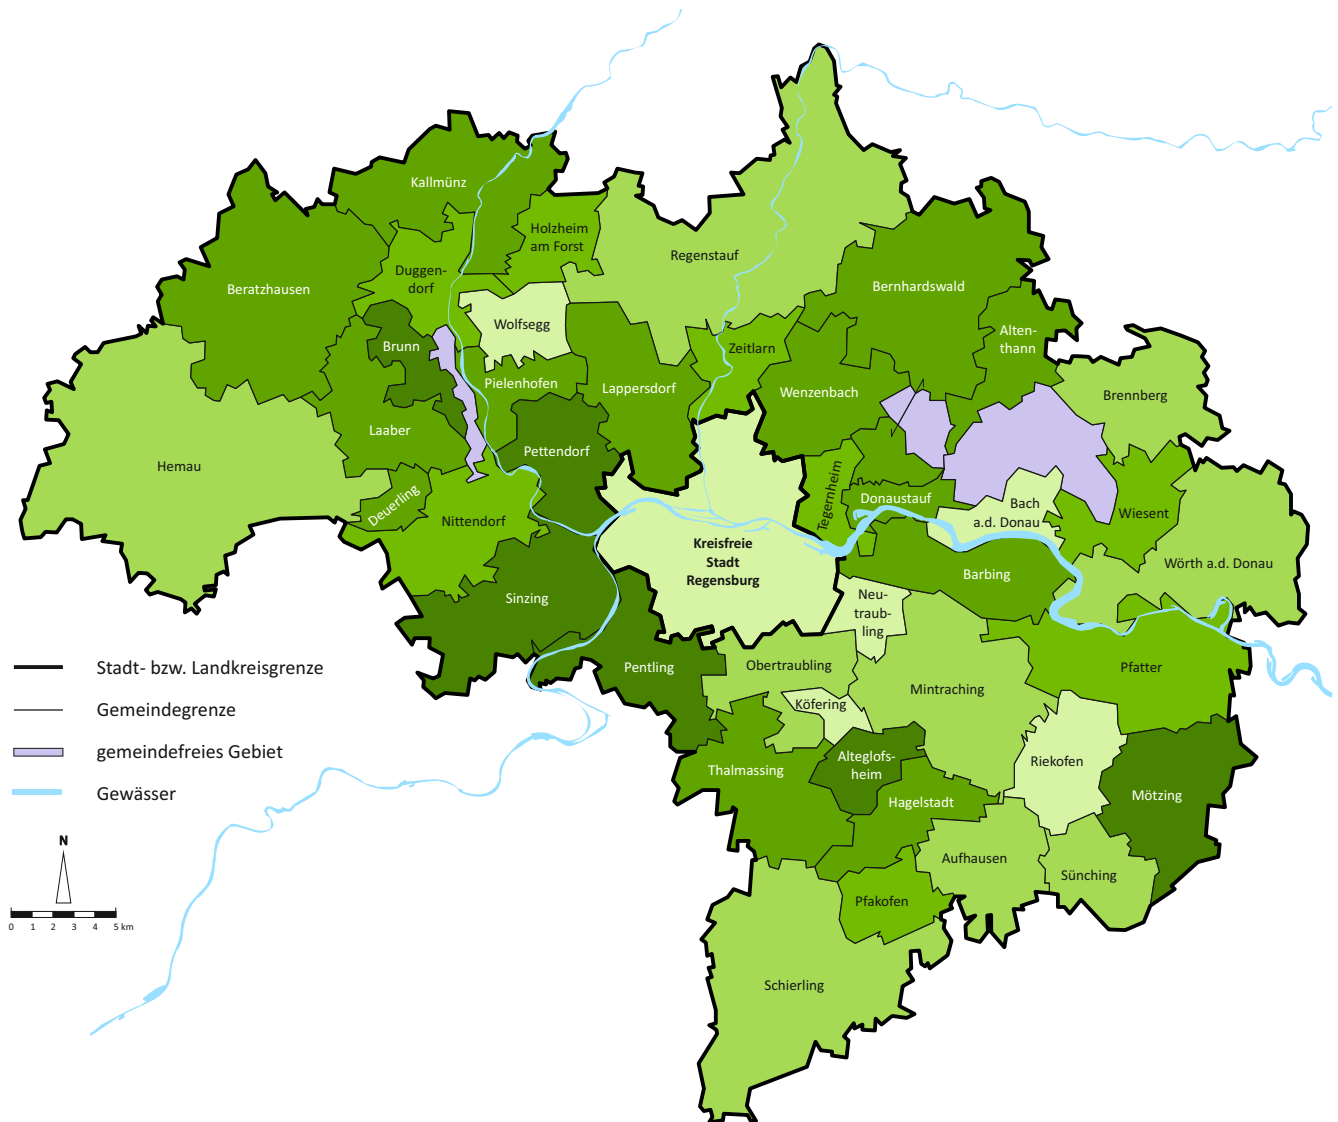 Kallmünz
Holzheim
am Forst
Regenstauf
Duggen-
dorf
Beratzhausen
Bernhardswald
Wolfsegg
Alten-
thann
Brunn
Zeitlarn
Pielenhofen
Lappersdorf
Wenzenbach
Brennberg
Laaber
Pettendorf
Hemau
Tegernheim
Deuerling
Donaustauf
Bach
a.d. Donau
Wiesent
Nittendorf
Kreisfreie
Stadt
Regensburg
Wörth a.d. Donau
Barbing
Sinzing
Neu-
traub-
ling
Pentling
Obertraubling
Pfatter
Mintraching
Köfering
Alteglofs-
heim
Riekofen
Thalmassing
Mötzing
Hagelstadt
Aufhausen
Sünching
Pfakofen
Schierling
Stadt- bzw. Landkreisgrenze
Gemeindegrenze
gemeindefreies Gebiet
Gewässer
N
0 1 2 3 4 5 km